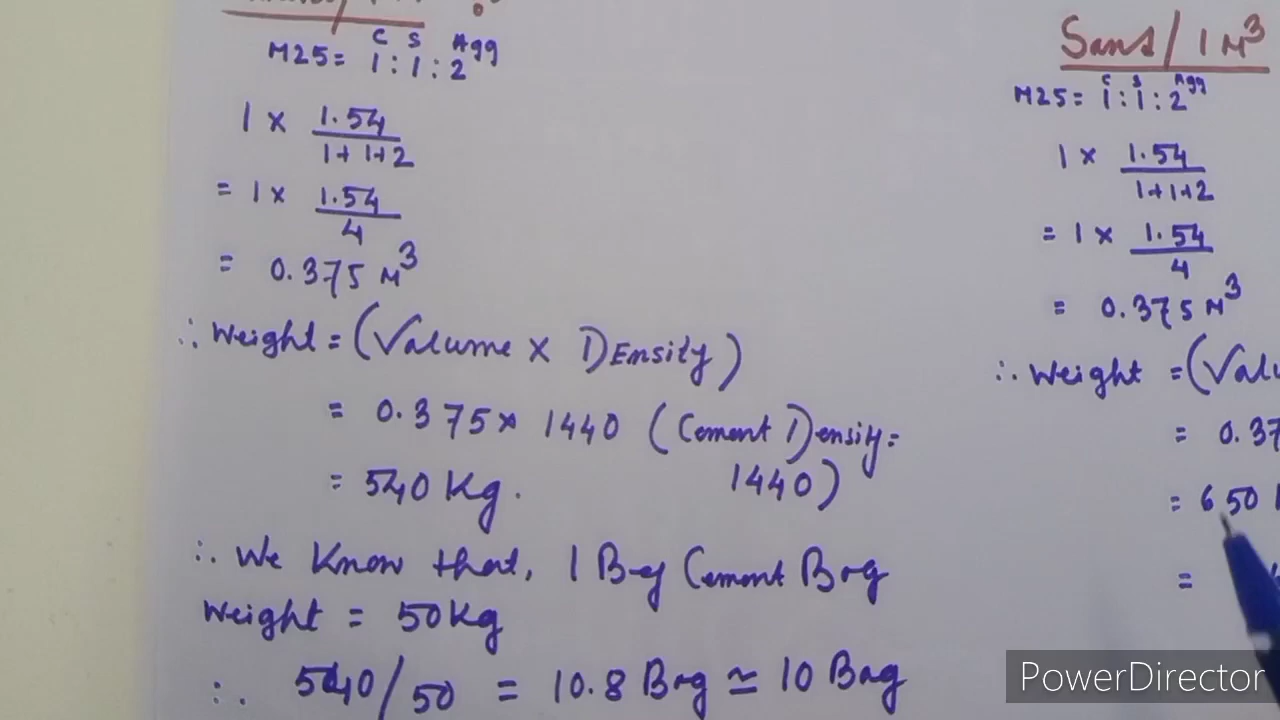 C S Agg
M25= 1:1:2
1 × 1.54
1+1+2
= 1 × 1.54
4
= 0.375 M3
∴ Weight = (Valume × DEnsity)
= 0.375 × 1440 (Cement Density=
1440)
= 540 Kg.
∴ We Know that, 1 Beg Cement Bag
Weight = 50 Kg
∴ 540/50 = 10.8 Bag ≃ 10 Bag
Sand/1 M3
C S Agg
M25= 1:1:2
1 × 1.54
1+1+2
= 1 × 1.54
4
= 0.375 M3
∴ Weight = (Valu
= 0.37
= 650
=
PowerDirector